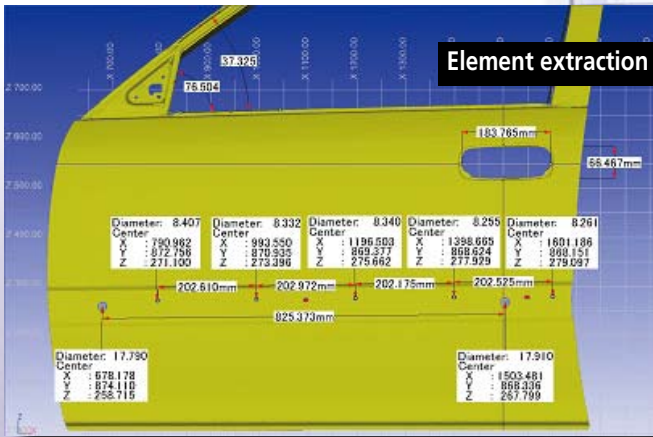 Element extraction
37.325
76.504
183.765mm
66.467mm
Diameter: 8.407
Center
X : 790.962
Y : 872.756
Z : 271.100
Diameter: 8.332
Center
X : 993.550
Y : 870.935
Z : 273.396
Diameter: 8.340
Center
X : 1196.503
Y : 869.377
Z : 275.662
Diameter: 8.255
Center
X : 1398.665
Y : 868.624
Z : 277.929
Diameter: 8.261
Center
X : 1601.186
Y : 868.151
Z : 279.097
202.610mm
202.972mm
202.175mm
202.525mm
825.373mm
Diameter: 17.790
Center
X : 678.178
Y : 874.110
Z : 258.715
Diameter: 17.910
Center
X : 1503.481
Y : 868.336
Z : 267.799